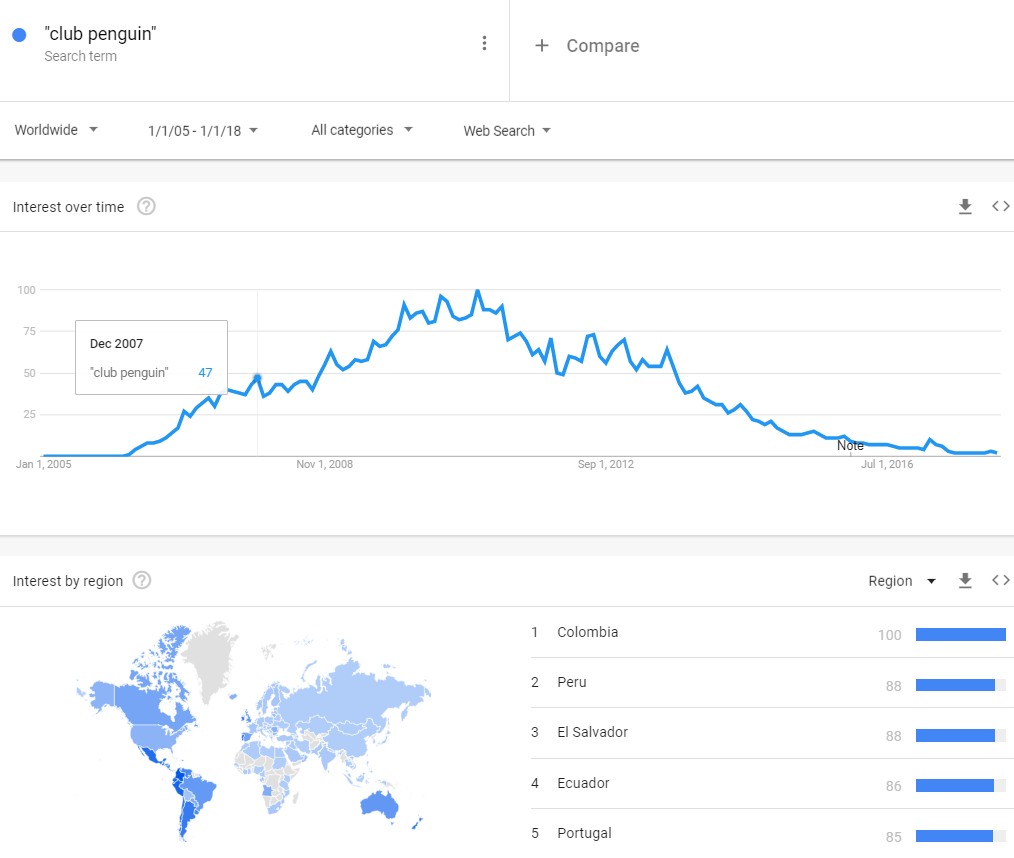 "club penguin"
Search term
+ Compare
Worldwide
1/1/05 - 1/1/18
All categories
Web Search
Interest over time ?
100
75
50
25
Dec 2007
"club penguin" 47
Note
Jan 1, 2005
Nov 1, 2008
Sep 1, 2012
Jul 1, 2016
Interest by region ?
Region
1 Colombia 100
2 Peru 88
3 El Salvador 88
4 Ecuador 86
5 Portugal 85